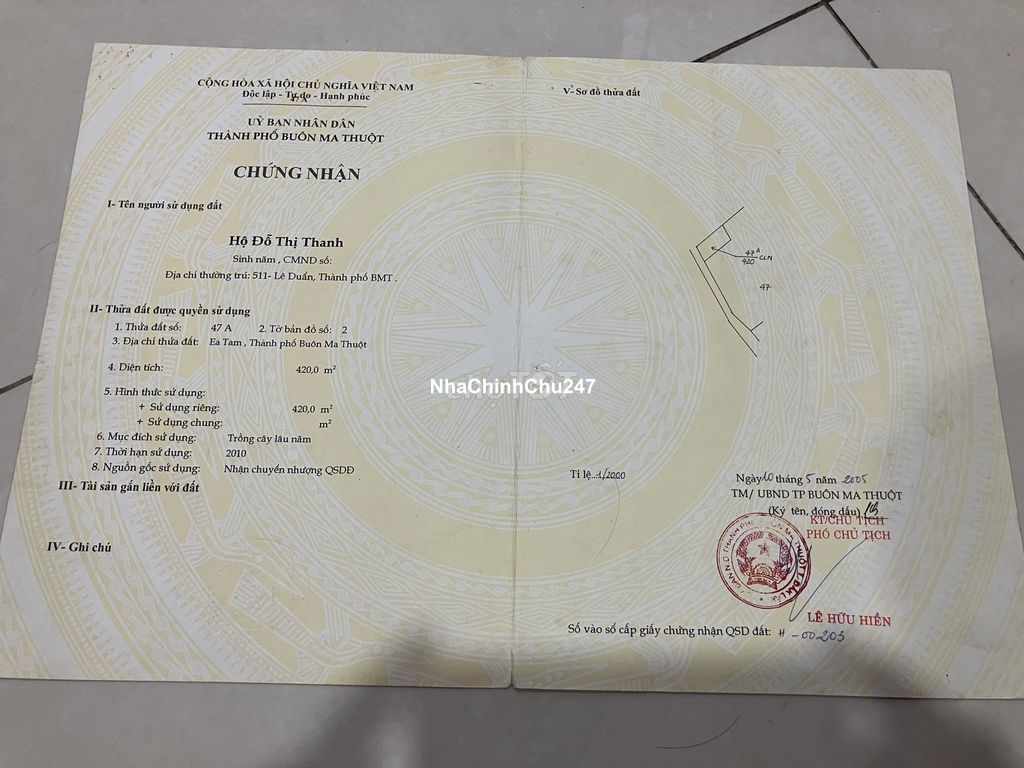 CỘNG HÒA XÃ HỘI CHỦ NGHĨA VIỆT NAM
Độc lập - Tự do - Hạnh phúc
UỶ BAN NHÂN DÂN
THÀNH PHỐ BUÔN MA THUỘT
CHỨNG NHẬN
I- Tên người sử dụng đất
Hộ Đỗ Thị Thanh
Sinh năm , CMND số:
Địa chỉ thường trú: 511- Lê Duẩn, Thành phố BMT .
II- Thửa đất được quyền sử dụng
1. Thửa đất số: 47 A 2. Tờ bản đồ số: 2
3. Địa chỉ thửa đất: Ea Tam , Thành phố Buôn Ma Thuột
4. Diện tích: 420,0 m²
5. Hình thức sử dụng:
+ Sử dụng riêng: 420,0 m²
+ Sử dụng chung: m²
6. Mục đích sử dụng: Trồng cây lâu năm
7. Thời hạn sử dụng: 2010
8. Nguồn gốc sử dụng: Nhận chuyển nhượng QSDĐ
III- Tài sản gắn liền với đất
IV- Ghi chú
V- Sơ đồ thửa đất
47A
420 CLN
47
NhaChinhChu247
Tỉ lệ..1/2000
Ngày 10 tháng 5 năm 2005
TM/ UBND TP BUÔN MA THUỘT
(Ký tên, đóng dấu)
KT/CHỦ TỊCH
PHÓ CHỦ TỊCH
LÊ HỮU HIỀN
Số vào sổ cấp giấy chứng nhận QSD đất: H -00203